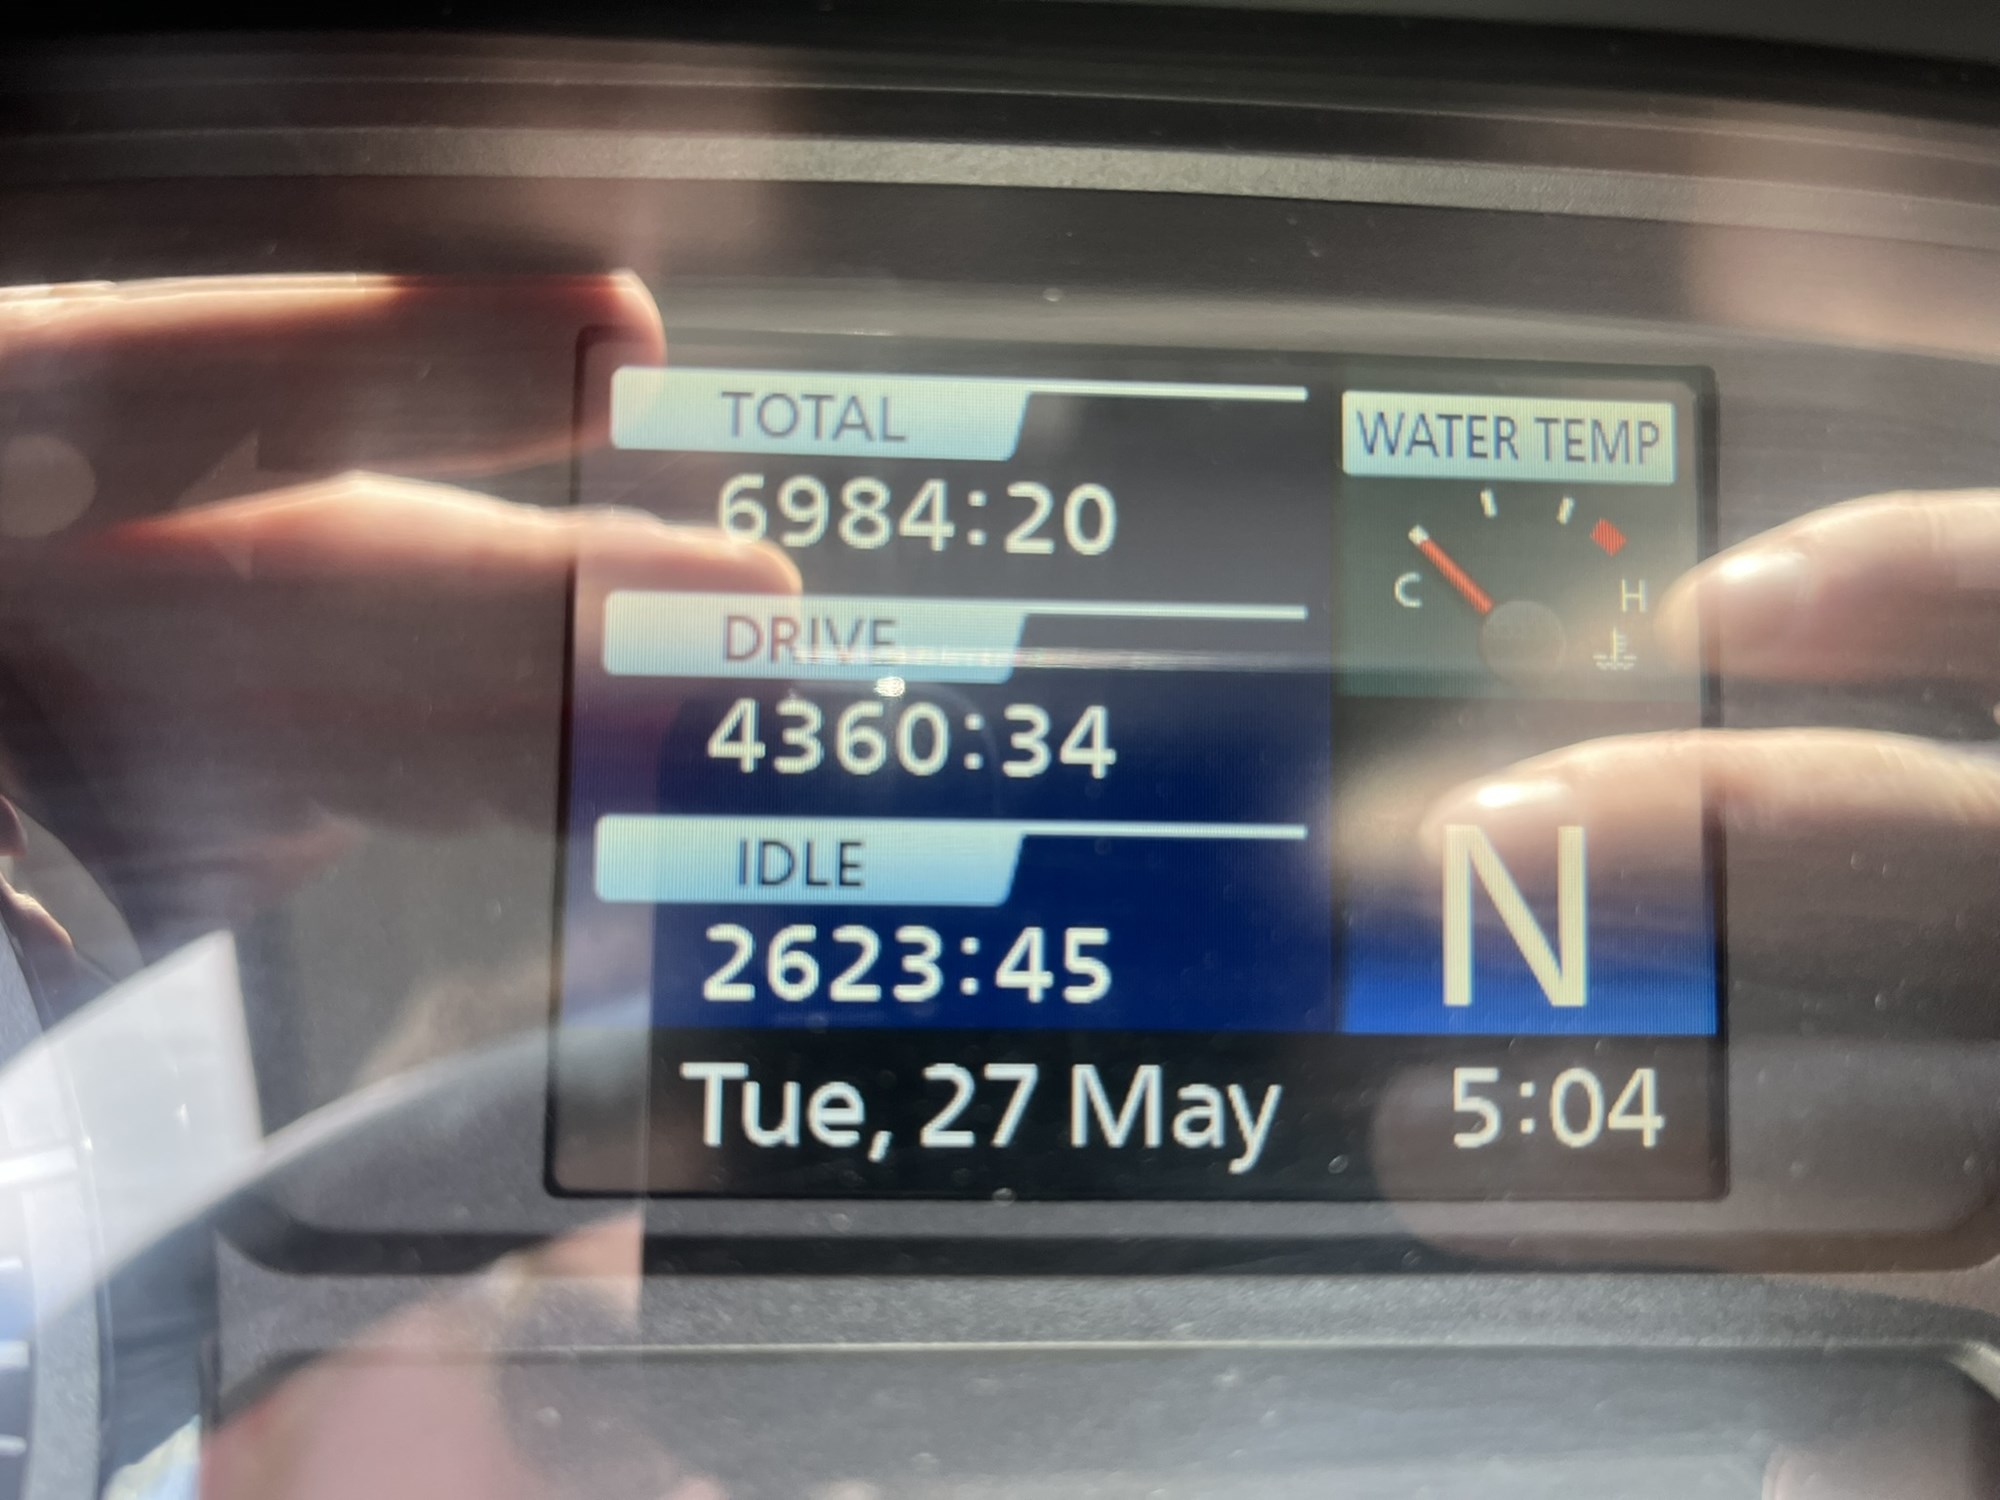 TOTAL
WATER TEMP
6984:20
C
H
DRIVE
4360:34
IDLE
2623:45
N
Tue, 27 May
5:04